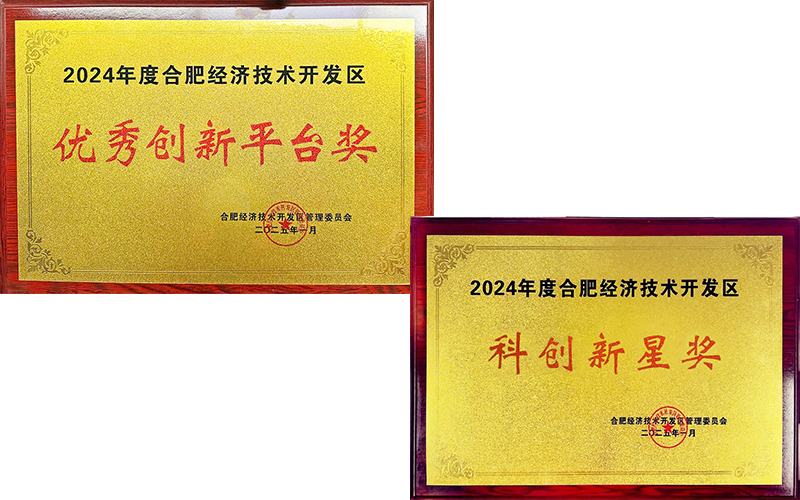 2024年度合肥经济技术开发区
优秀创新平台奖
合肥经济技术开发区管理委员会
二〇二五年一月
2024年度合肥经济技术开发区
科创新星奖
合肥经济技术开发区管理委员会
二〇二五年一月